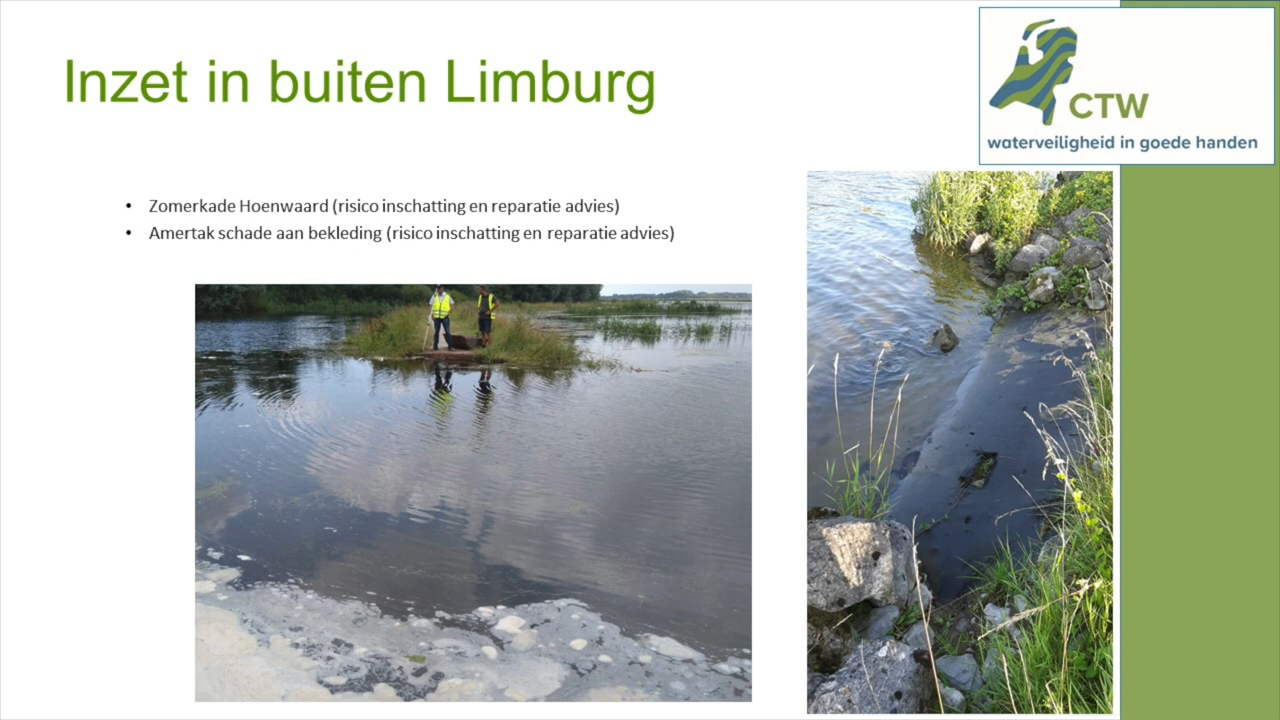 Inzet in buiten Limburg
CTW
waterveiligheid in goede handen
• Zomerkade Hoenwaard (risico inschatting en reparatie advies)
• Amertak schade aan bekleding (risico inschatting en reparatie advies)